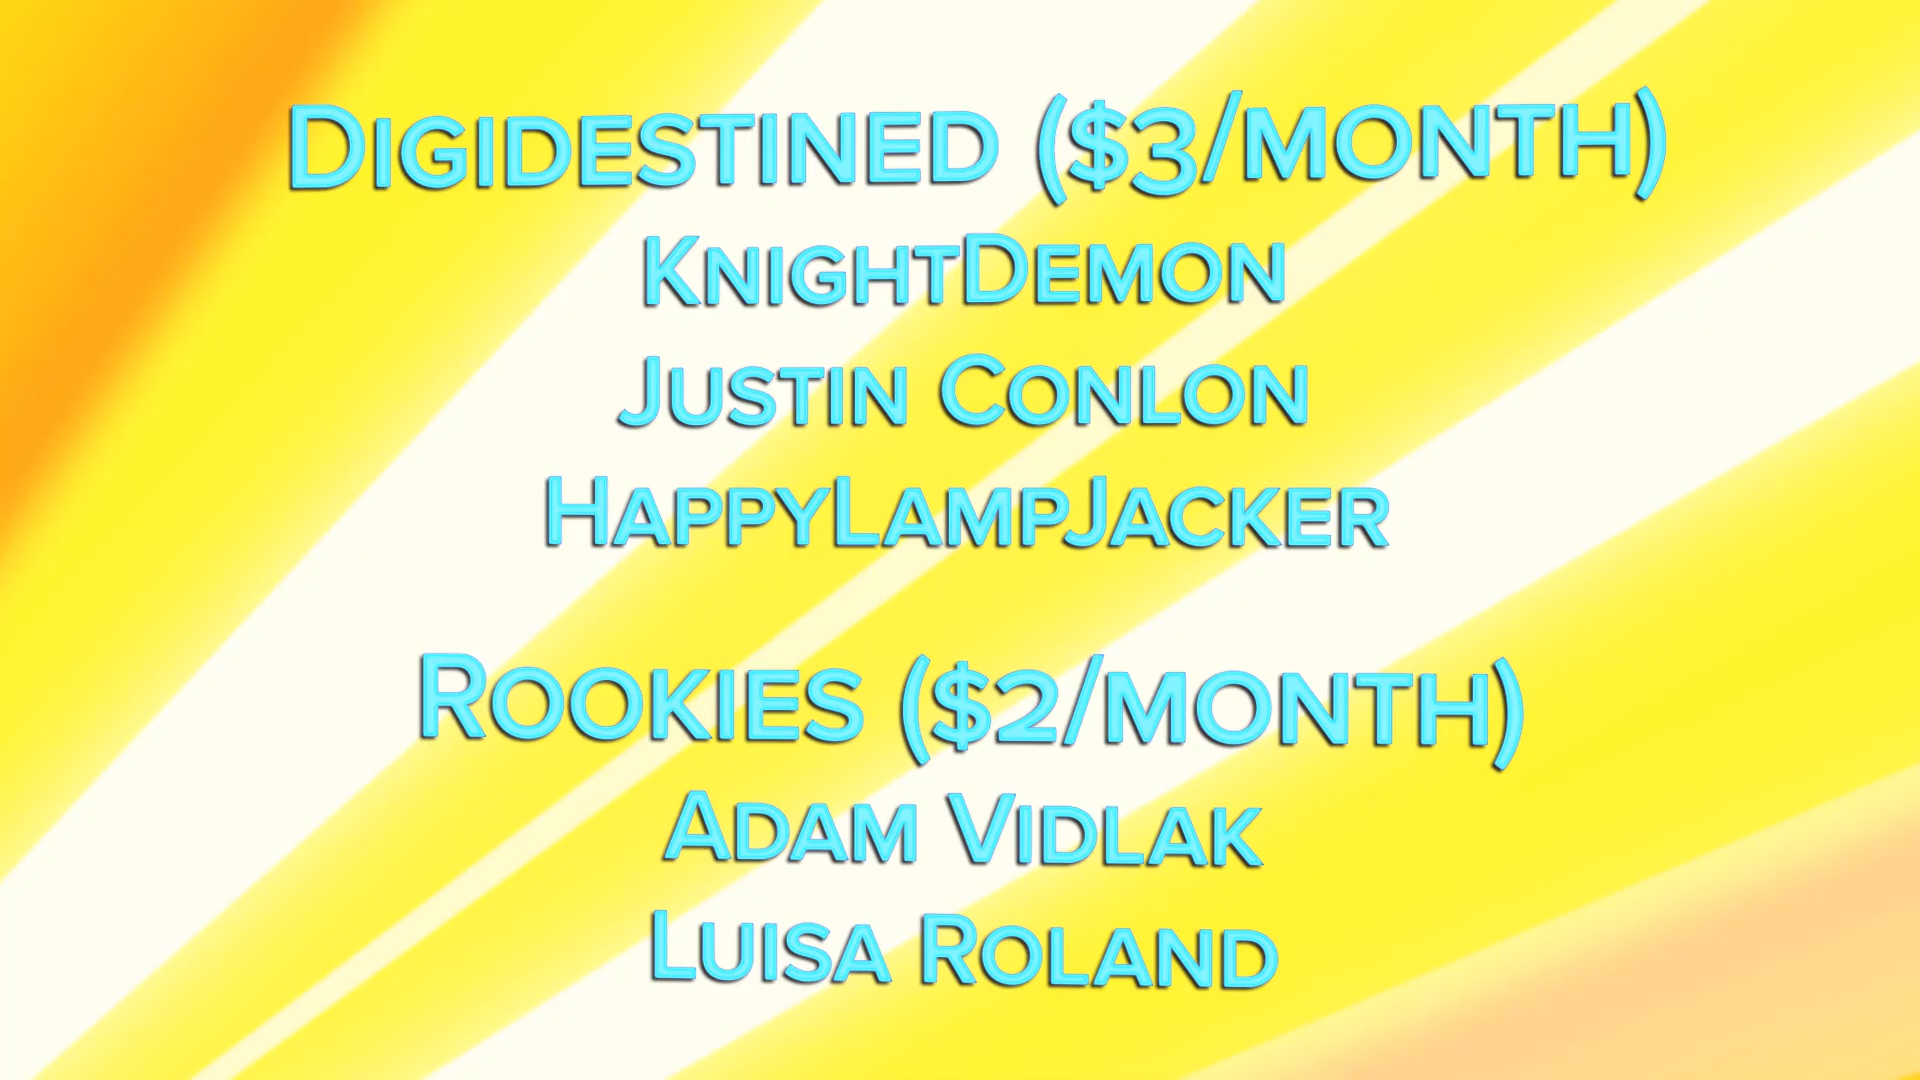 Digidestined ($3/month)
KnightDemon
Justin Conlon
HappyLampJacker
Rookies ($2/month)
Adam Vidlak
Luisa Roland